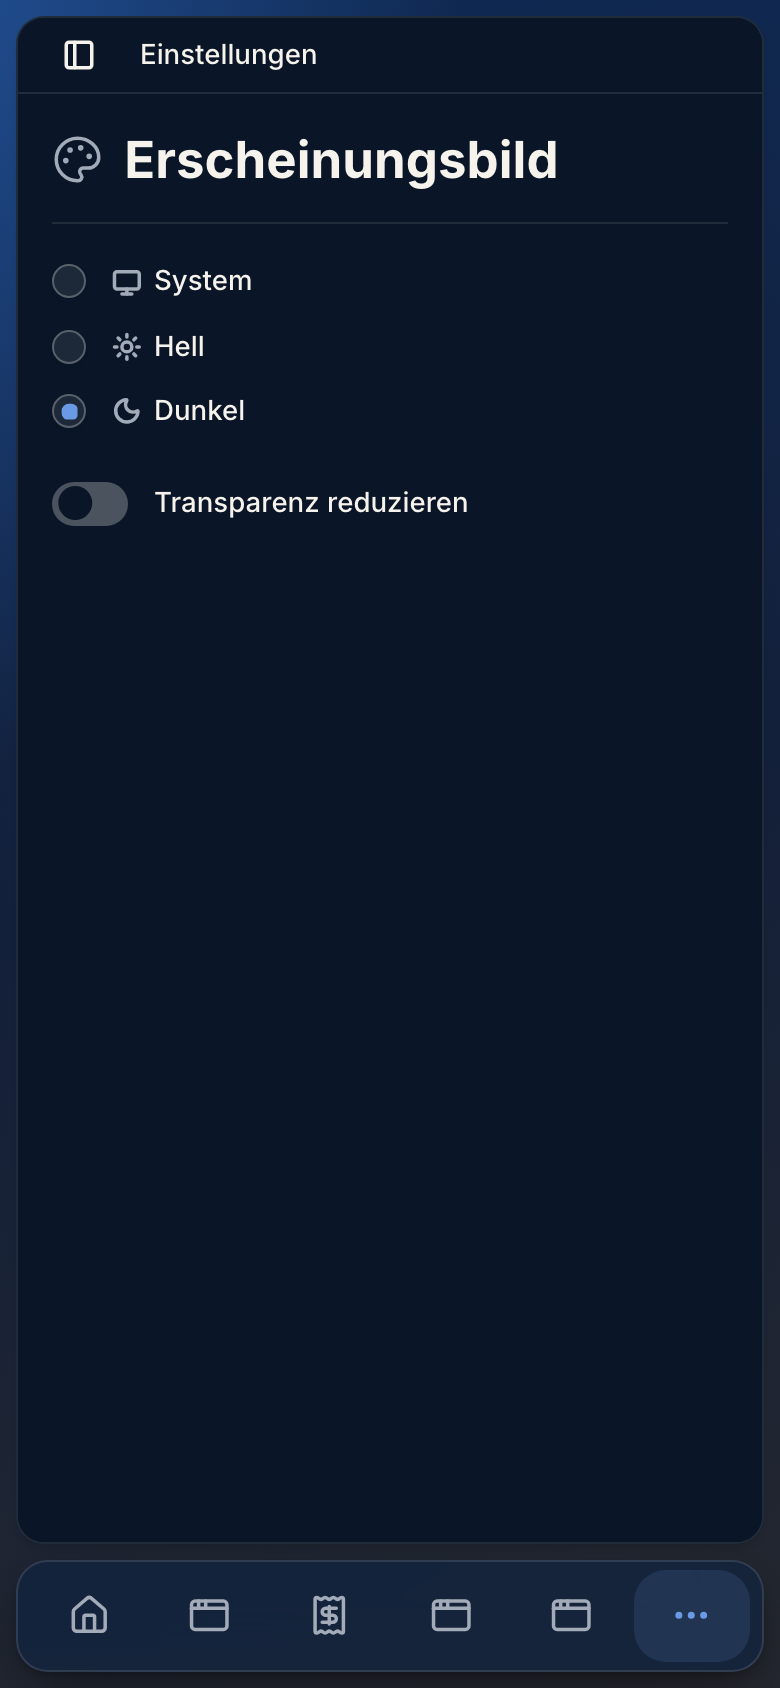 Einstellungen
Erscheinungsbild
System
Hell
Dunkel
Transparenz reduzieren